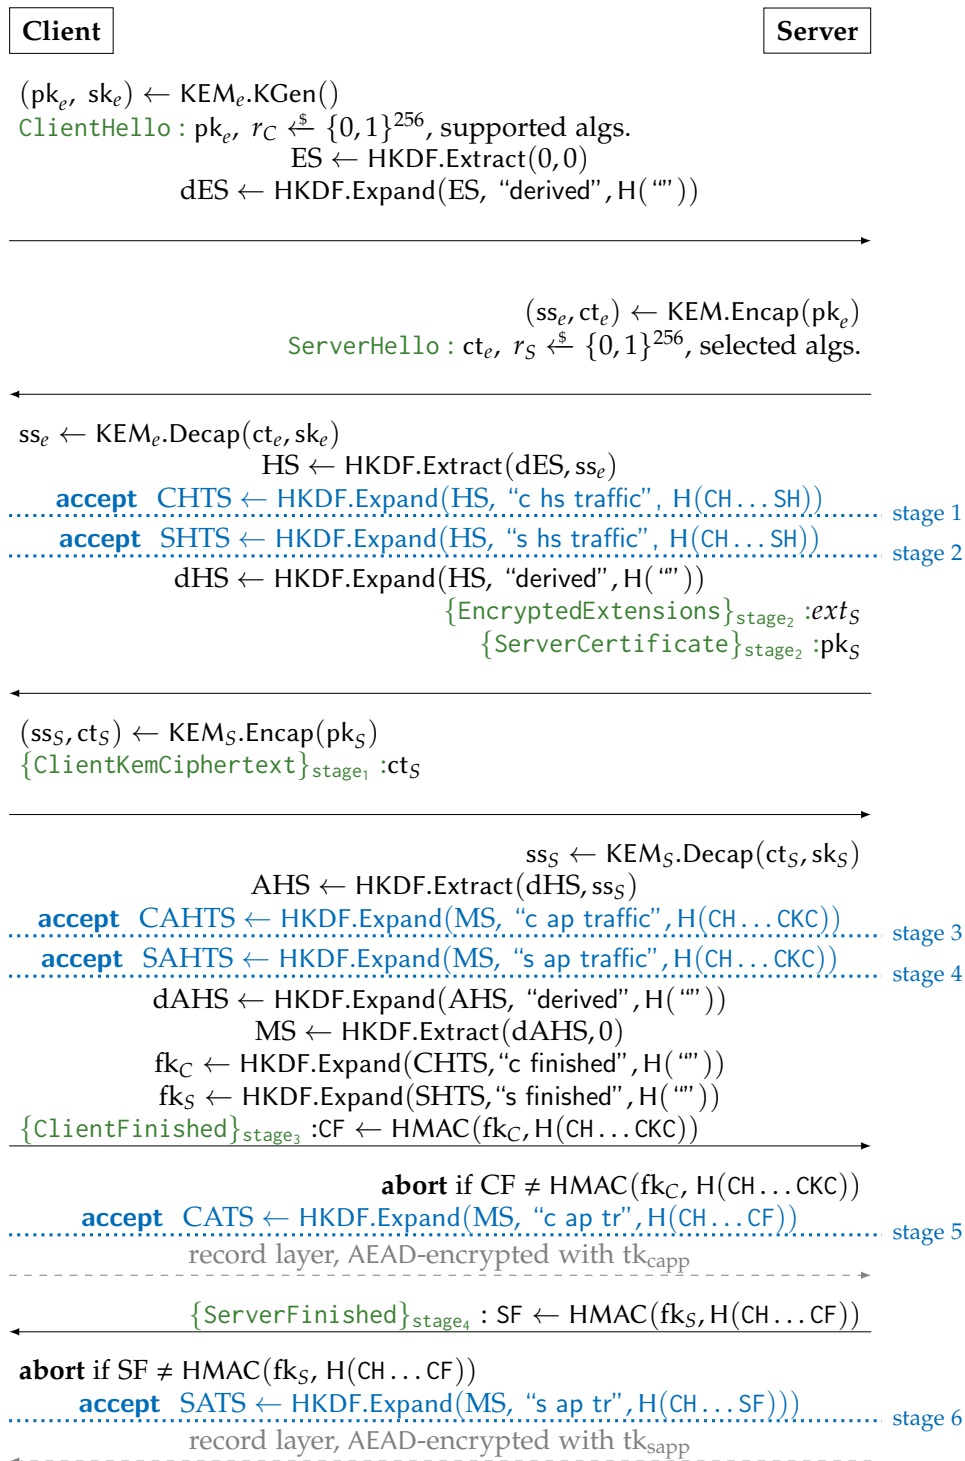 Client Server
(pk_e, sk_e) ← KEM_e.KGen()
ClientHello : pk_e, r_C ←$ {0, 1}^256, supported algs.
ES ← HKDF.Extract(0, 0)
dES ← HKDF.Expand(ES, “derived”, H(“”))
(ss_e, ct_e) ← KEM.Encap(pk_e)
ServerHello : ct_e, r_S ←$ {0, 1}^256, selected algs.
ss_e ← KEM_e.Decap(ct_e, sk_e)
HS ← HKDF.Extract(dES, ss_e)
accept CHTS ← HKDF.Expand(HS, “c hs traffic”, H(CH...SH))
stage 1
accept SHTS ← HKDF.Expand(HS, “s hs traffic”, H(CH...SH))
stage 2
dHS ← HKDF.Expand(HS, “derived”, H(“”))
{EncryptedExtensions}_stage₂ :ext_S
{ServerCertificate}_stage₂ :pk_S
(ss_S, ct_S) ← KEM_S.Encap(pk_S)
{ClientKemCiphertext}_stage₁ :ct_S
ss_S ← KEM_S.Decap(ct_S, sk_S)
AHS ← HKDF.Extract(dHS, ss_S)
accept CAHTS ← HKDF.Expand(MS, “c ap traffic”, H(CH...CKC))
stage 3
accept SAHTS ← HKDF.Expand(MS, “s ap traffic”, H(CH...CKC))
stage 4
dAHS ← HKDF.Expand(AHS, “derived”, H(“”))
MS ← HKDF.Extract(dAHS, 0)
fk_C ← HKDF.Expand(CHTS, “c finished”, H(“”))
fk_S ← HKDF.Expand(SHTS, “s finished”, H(“”))
{ClientFinished}_stage₃ :CF ← HMAC(fk_C, H(CH...CKC))
abort if CF ≠ HMAC(fk_C, H(CH...CKC))
accept CATS ← HKDF.Expand(MS, “c ap tr”, H(CH...CF))
stage 5
record layer, AEAD-encrypted with tk_capp
{ServerFinished}_stage₄ : SF ← HMAC(fk_S, H(CH...CF))
abort if SF ≠ HMAC(fk_S, H(CH...CF))
accept SATS ← HKDF.Expand(MS, “s ap tr”, H(CH...SF)))
stage 6
record layer, AEAD-encrypted with tk_sapp